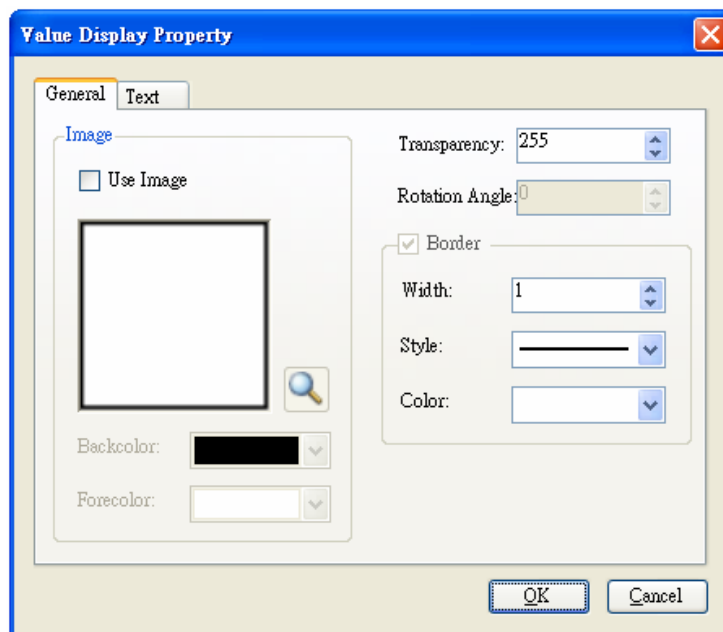 Value Display Property
General Text
Image
Use Image
Backcolor:
Forecolor:
Transparency: 255
Rotation Angle: 0
Border
Width: 1
Style:
Color:
OK Cancel